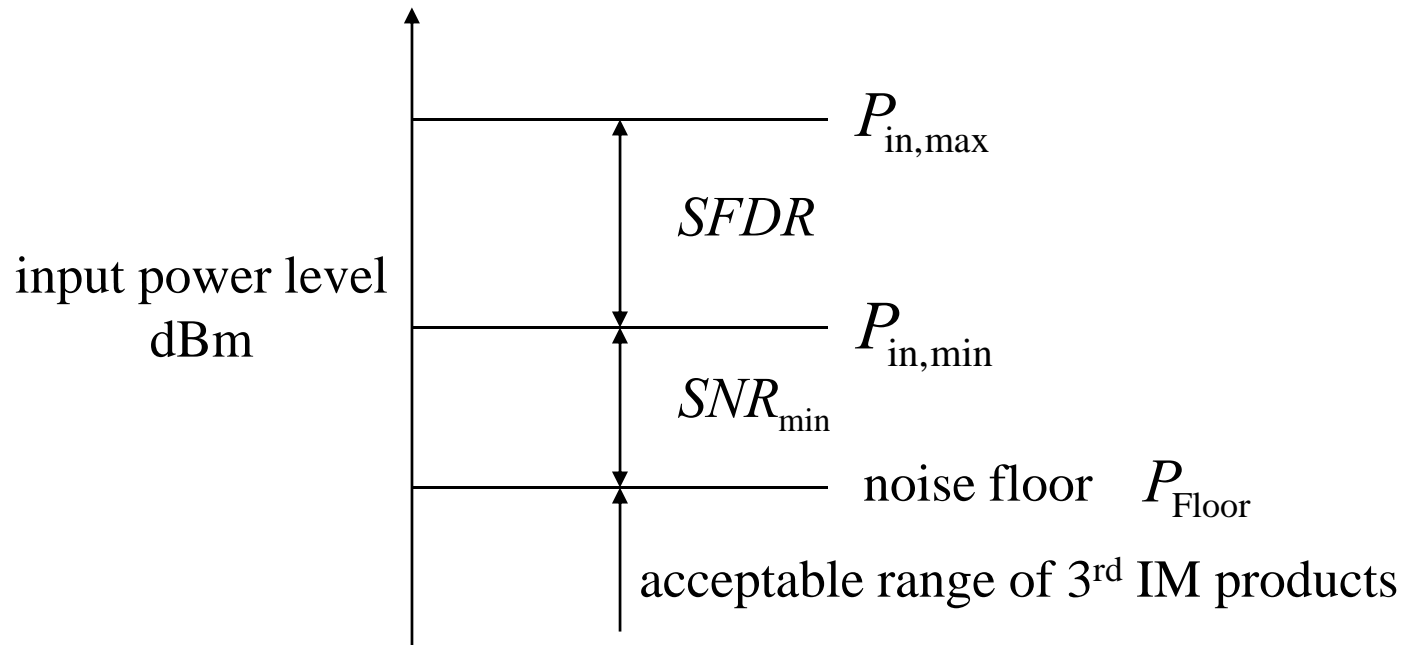 P_in,max
SFDR
input power level
dBm
P_in,min
SNR_min
noise floor P_Floor
acceptable range of 3rd IM products